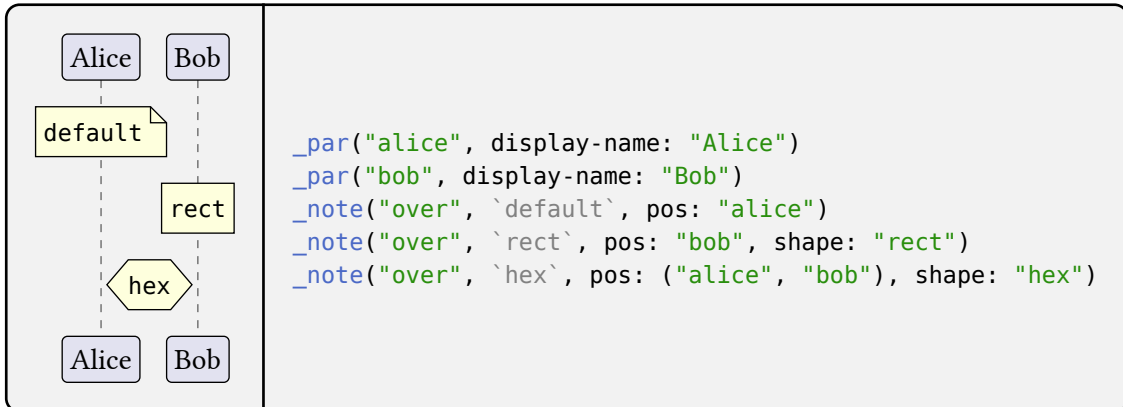 Alice Bob
default
rect
hex
Alice Bob
_par("alice", display-name: "Alice")
_par("bob", display-name: "Bob")
_note("over", `default`, pos: "alice")
_note("over", `rect`, pos: "bob", shape: "rect")
_note("over", `hex`, pos: ("alice", "bob"), shape: "hex")